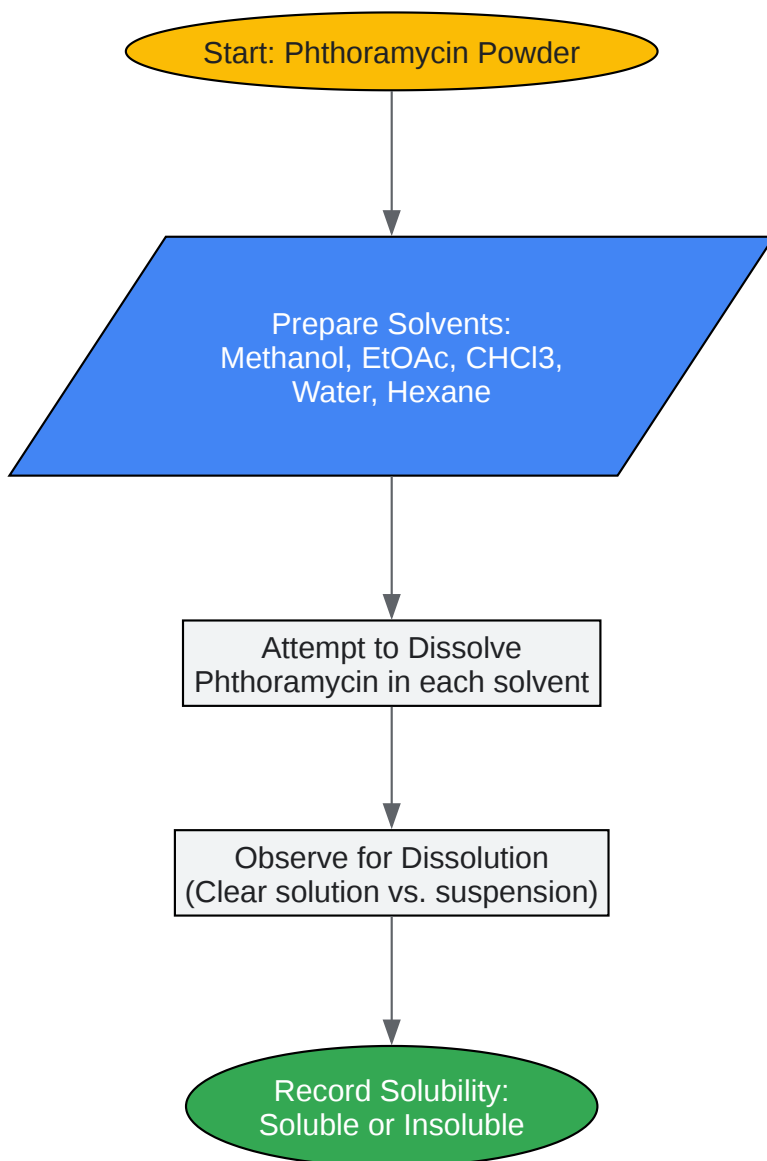 Start: Phthoramycin Powder
Prepare Solvents:
Methanol, EtOAc, CHCl3,
Water, Hexane
Attempt to Dissolve
Phthoramycin in each solvent
Observe for Dissolution
(Clear solution vs. suspension)
Record Solubility:
Soluble or Insoluble